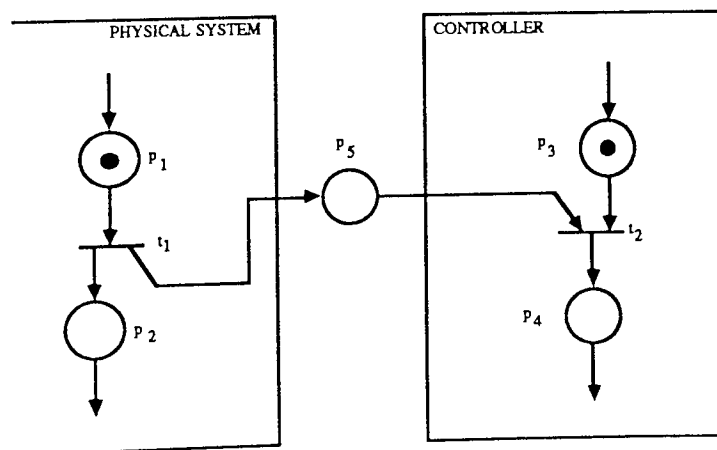 PHYSICAL SYSTEM
CONTROLLER
p1
p5
p3
t1
t2
p2
p4